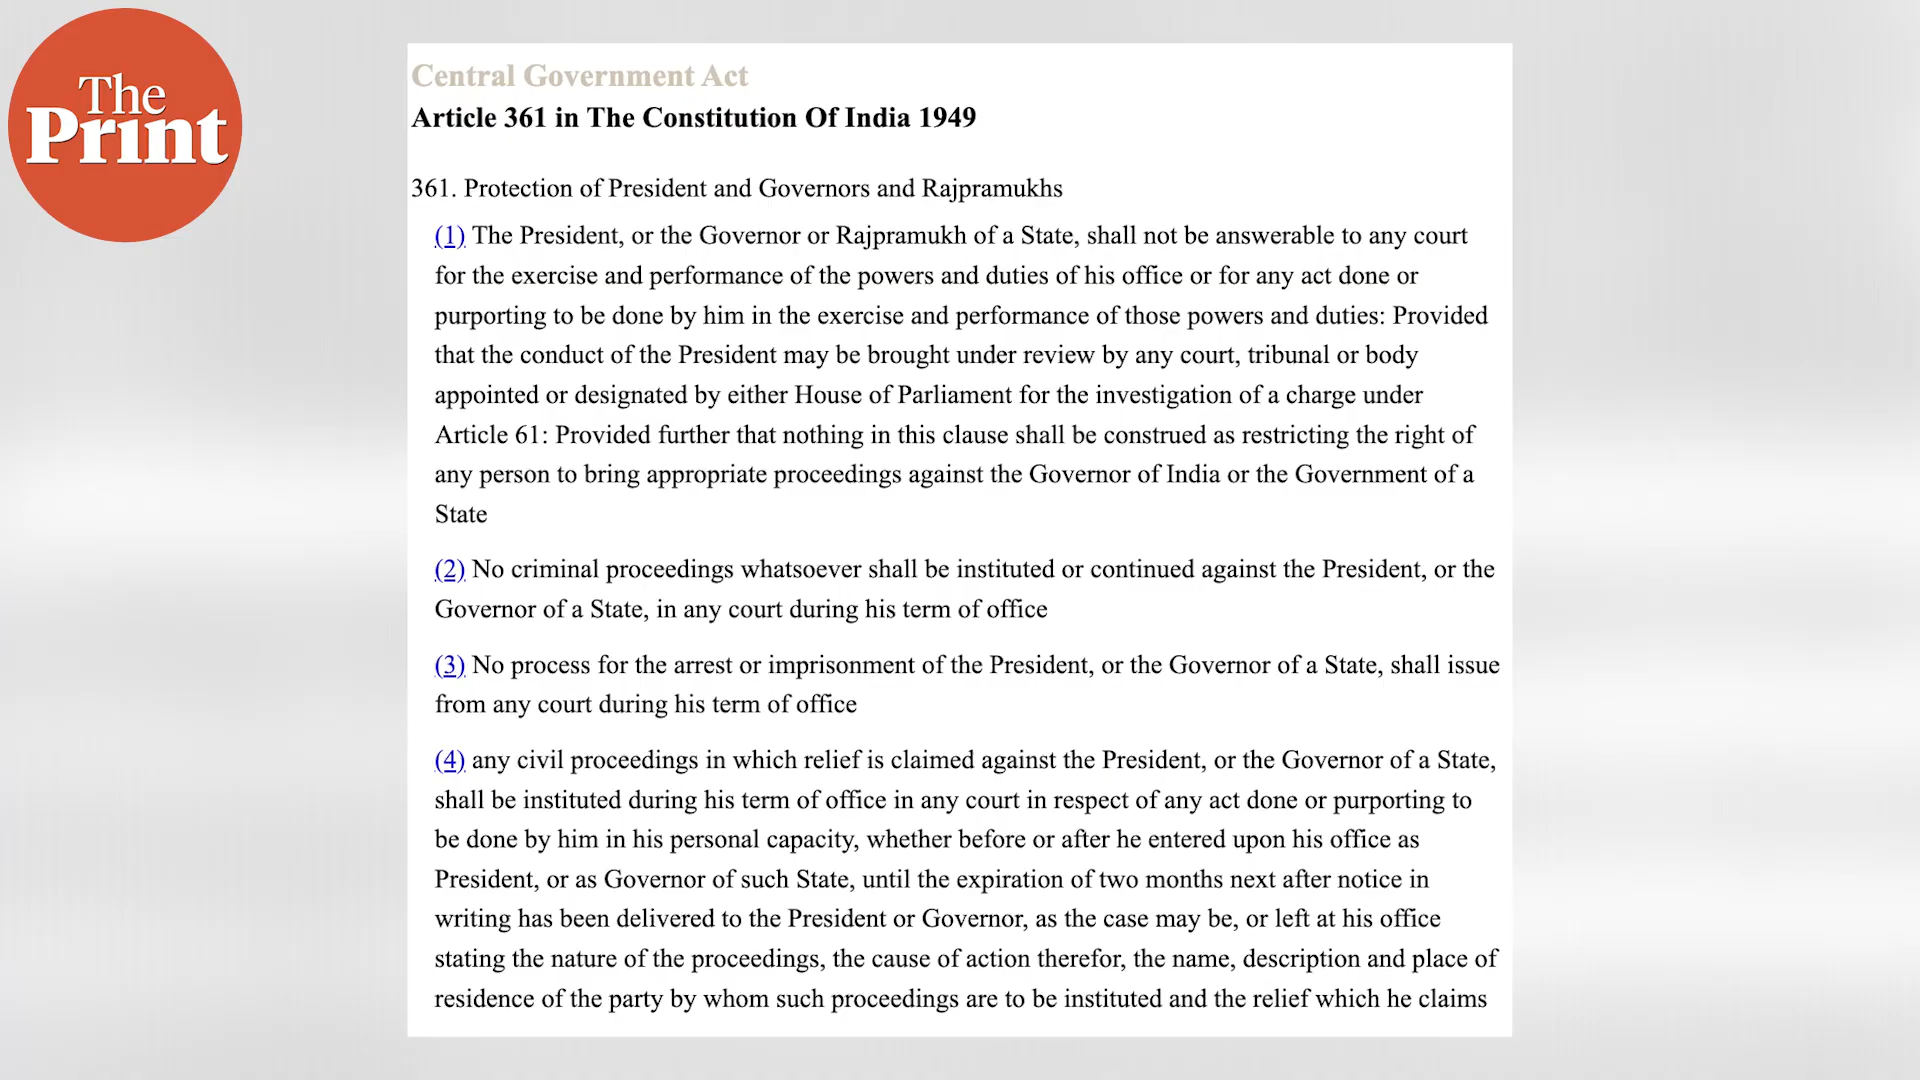 The
Print
Central Government Act
Article 361 in The Constitution Of India 1949
361. Protection of President and Governors and Rajpramukhs
(1) The President, or the Governor or Rajpramukh of a State, shall not be answerable to any court
for the exercise and performance of the powers and duties of his office or for any act done or
purporting to be done by him in the exercise and performance of those powers and duties: Provided
that the conduct of the President may be brought under review by any court, tribunal or body
appointed or designated by either House of Parliament for the investigation of a charge under
Article 61: Provided further that nothing in this clause shall be construed as restricting the right of
any person to bring appropriate proceedings against the Governor of India or the Government of a
State
(2) No criminal proceedings whatsoever shall be instituted or continued against the President, or the
Governor of a State, in any court during his term of office
(3) No process for the arrest or imprisonment of the President, or the Governor of a State, shall issue
from any court during his term of office
(4) any civil proceedings in which relief is claimed against the President, or the Governor of a State,
shall be instituted during his term of office in any court in respect of any act done or purporting to
be done by him in his personal capacity, whether before or after he entered upon his office as
President, or as Governor of such State, until the expiration of two months next after notice in
writing has been delivered to the President or Governor, as the case may be, or left at his office
stating the nature of the proceedings, the cause of action therefor, the name, description and place of
residence of the party by whom such proceedings are to be instituted and the relief which he claims